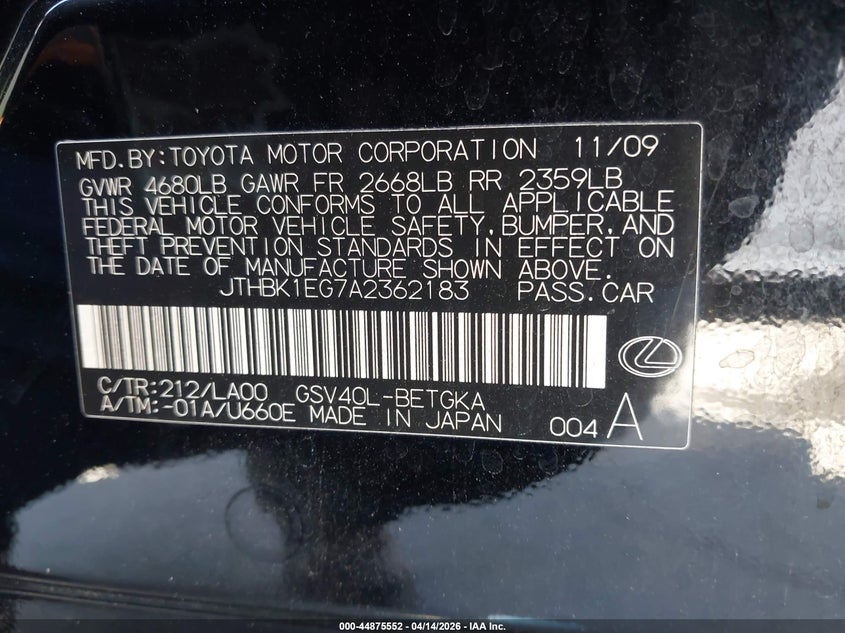 MFD.BY:TOYOTA MOTOR CORPORATION 11/09
GVWR 4680LB GAWR FR 2668LB RR 2359LB
THIS VEHICLE CONFORMS TO ALL APPLICABLE
FEDERAL MOTOR VEHICLE SAFETY,BUMPER,AND
THEFT PREVENTION STANDARDS IN EFFECT ON
THE DATE OF MANUFACTURE SHOWN ABOVE.
JTHBK1EG7A2362183 PASS.CAR
C/TR:212/LA00 GSV40L-BETGKA
A/TM:-01A/U660E MADE IN JAPAN 004 A
000-44875552 - 04/14/2026 - IAA Inc.